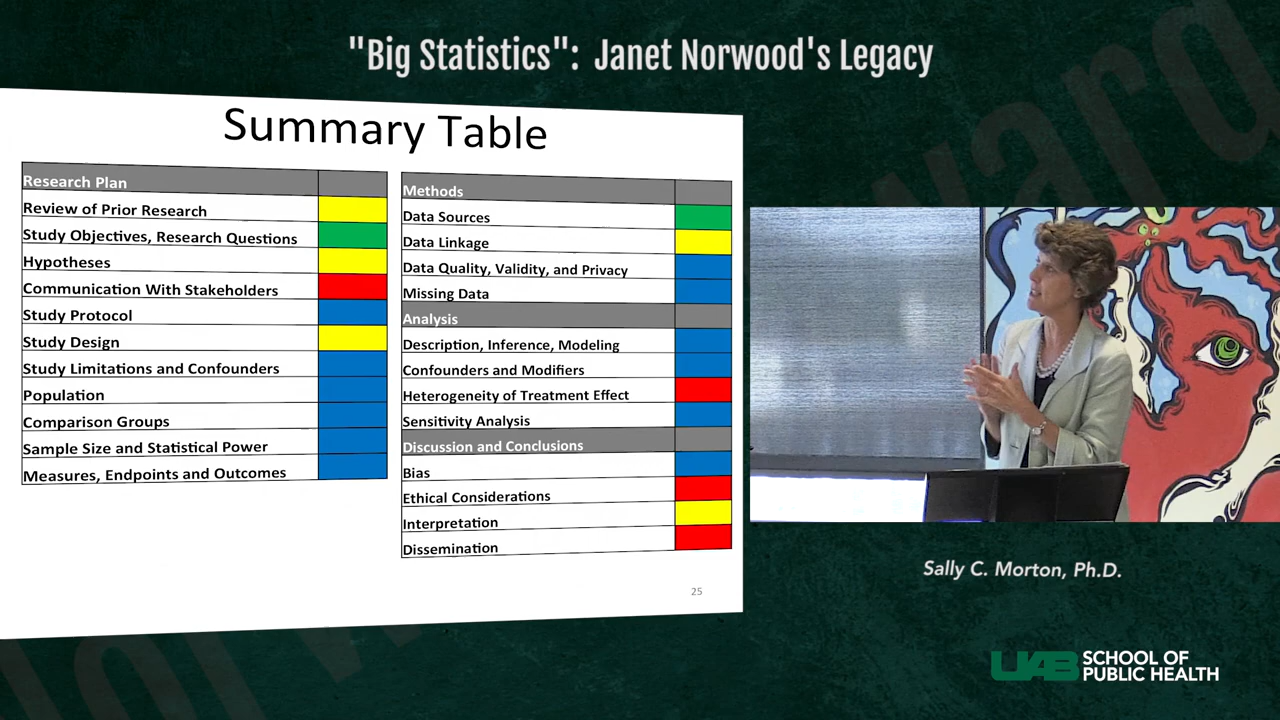 "Big Statistics": Janet Norwood's Legacy
Summary Table
Research Plan
Review of Prior Research
Study Objectives, Research Questions
Hypotheses
Communication With Stakeholders
Study Protocol
Study Design
Study Limitations and Confounders
Population
Comparison Groups
Sample Size and Statistical Power
Measures, Endpoints and Outcomes
Methods
Data Sources
Data Linkage
Data Quality, Validity, and Privacy
Missing Data
Analysis
Description, Inference, Modeling
Confounders and Modifiers
Heterogeneity of Treatment Effect
Sensitivity Analysis
Discussion and Conclusions
Bias
Ethical Considerations
Interpretation
Dissemination
25
Sally C. Morton, Ph.D.
UAB SCHOOL OF
PUBLIC HEALTH